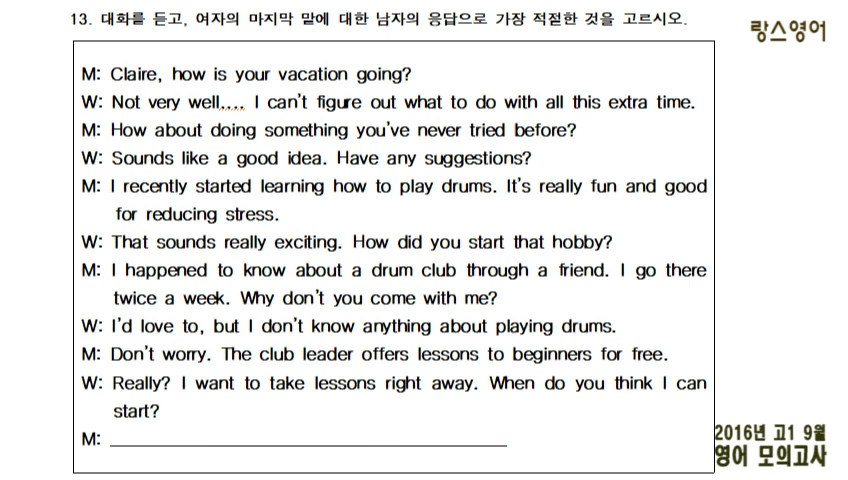 13. 대화를 듣고, 여자의 마지막 말에 대한 남자의 응답으로 가장 적절한 것을 고르시오.
랑스영어
M: Claire, how is your vacation going?
W: Not very well.... I can't figure out what to do with all this extra time.
M: How about doing something you've never tried before?
W: Sounds like a good idea. Have any suggestions?
M: I recently started learning how to play drums. It's really fun and good
for reducing stress.
W: That sounds really exciting. How did you start that hobby?
M: I happened to know about a drum club through a friend. I go there
twice a week. Why don't you come with me?
W: I'd love to, but I don't know anything about playing drums.
M: Don't worry. The club leader offers lessons to beginners for free.
W: Really? I want to take lessons right away. When do you think I can
start?
M: 
2016년 고1 9월
영어 모의고사